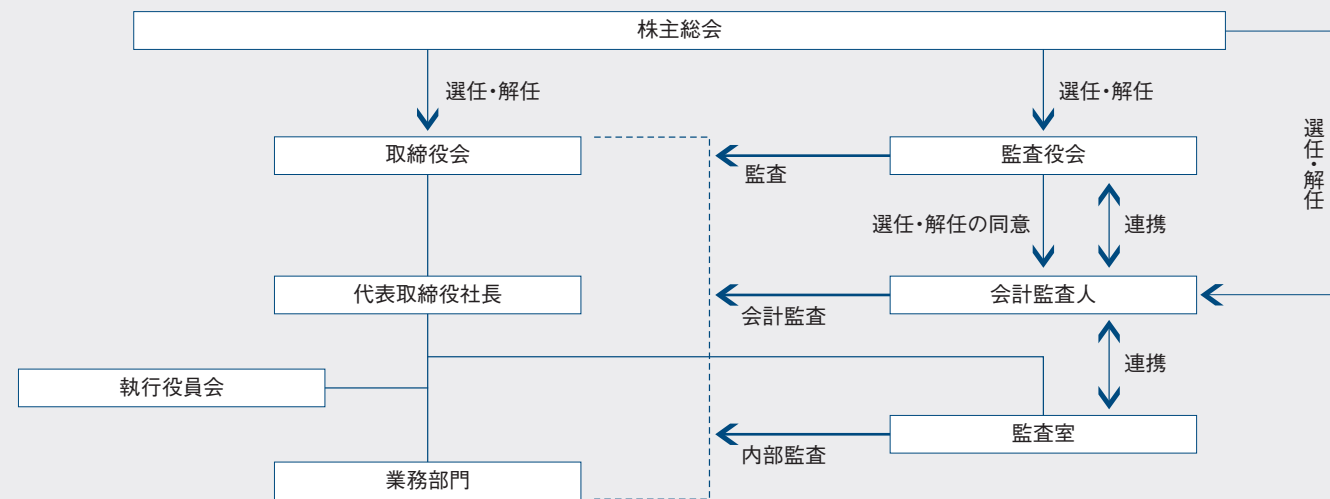 株主総会
選任・解任
選任・解任
取締役会
監査役会
選任・解任
監査
選任・解任の同意
連携
代表取締役社長
会計監査人
会計監査
連携
執行役員会
監査室
内部監査
業務部門